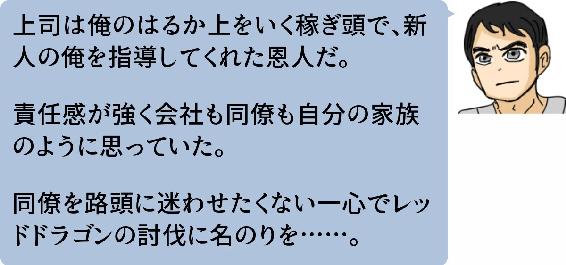 上司は俺のはるか上をいく稼ぎ頭で、新
人の俺を指導してくれた恩人だ。
責任感が強く会社も同僚も自分の家族
のように思っていた。
同僚を路頭に迷わせたくない一心でレッ
ドドラゴンの討伐に名のりを……。